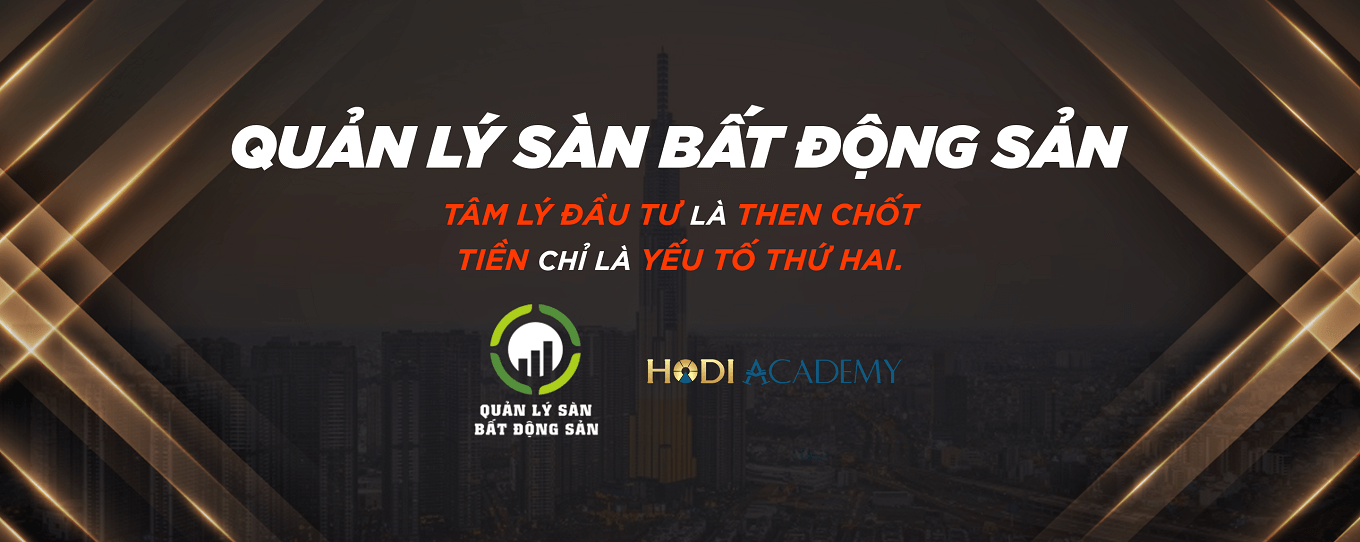 QUẢN LÝ SÀN BẤT ĐỘNG SẢN
TÂM LÝ ĐẦU TƯ LÀ THEN CHỐT
TIỀN CHỈ LÀ YẾU TỐ THỨ HAI.
QUẢN LÝ SÀN
BẤT ĐỘNG SẢN
HODI ACADEMY